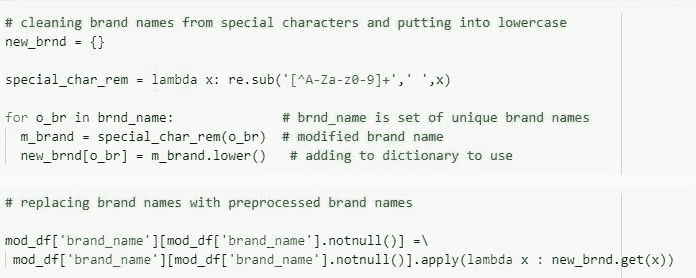 # cleaning brand names from special characters and putting into lowercase
new_brnd = {}
special_char_rem = lambda x: re.sub('[^A-Za-z0-9]+',' ',x)
for o_br in brnd_name:                # brnd_name is set of unique brand names
  m_brand = special_char_rem(o_br)  # modified brand name
  new_brnd[o_br] = m_brand.lower()   # adding to dictionary to use
# replacing brand names with preprocessed brand names
mod_df['brand_name'][mod_df['brand_name'].notnull()] =\
 mod_df['brand_name'][mod_df['brand_name'].notnull()].apply(lambda x : new_brnd.get(x))